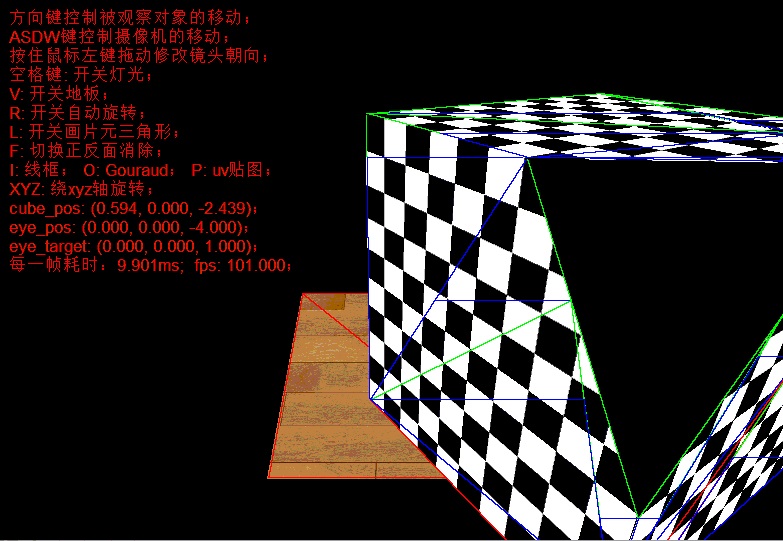 方向键控制被观察对象的移动；
ASDW键控制摄像机的移动；
按住鼠标左键拖动修改镜头朝向；
空格键: 开关灯光；
V: 开关地板；
R: 开关自动旋转；
L: 开关画片元三角形；
F: 切换正反面消除；
I: 线框； O: Gouraud； P: uv贴图；
XYZ: 绕xyz轴旋转；
cube_pos: (0.594, 0.000, -2.439)；
eye_pos: (0.000, 0.000, -4.000)；
eye_target: (0.000, 0.000, 1.000)；
每一帧耗时：9.901ms; fps: 101.000；